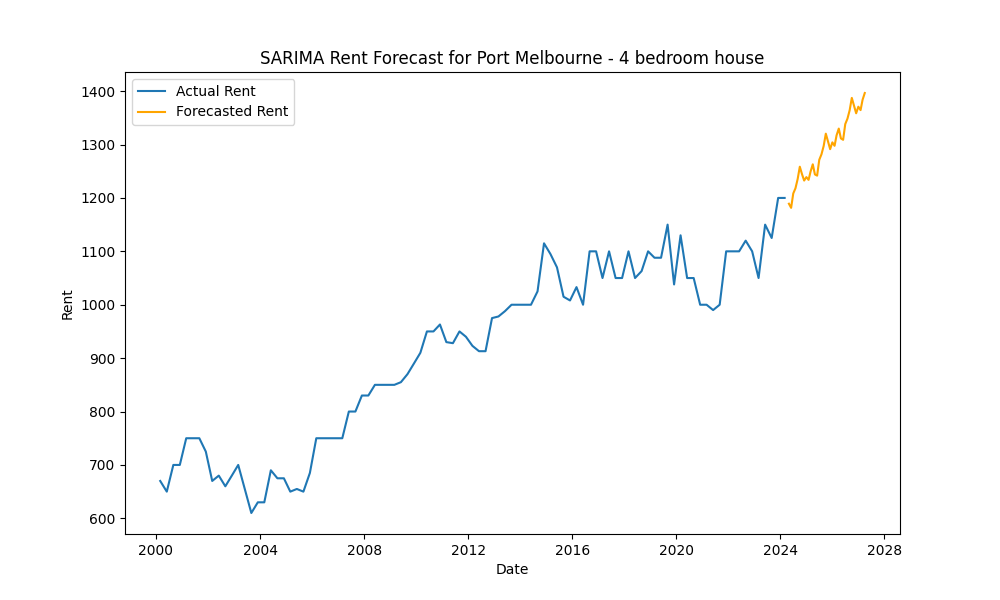 SARIMA Rent Forecast for Port Melbourne - 4 bedroom house
Actual Rent
Forecasted Rent
1400
1300
1200
1100
1000
900
800
700
600
Rent
2000 2004 2008 2012 2016 2020 2024 2028
Date